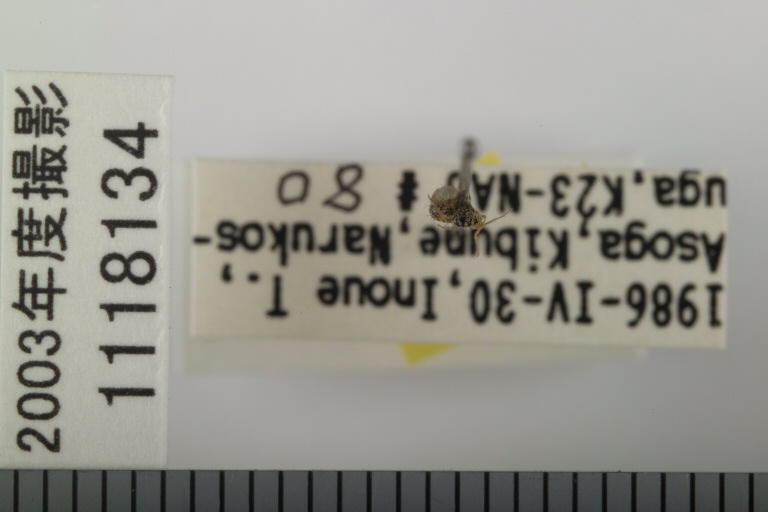 2003年度撮影
1118134
1986-IV-30, Inoue T.,
Asoga, Kibune, Narukos-
uga, K23-NAO # 80